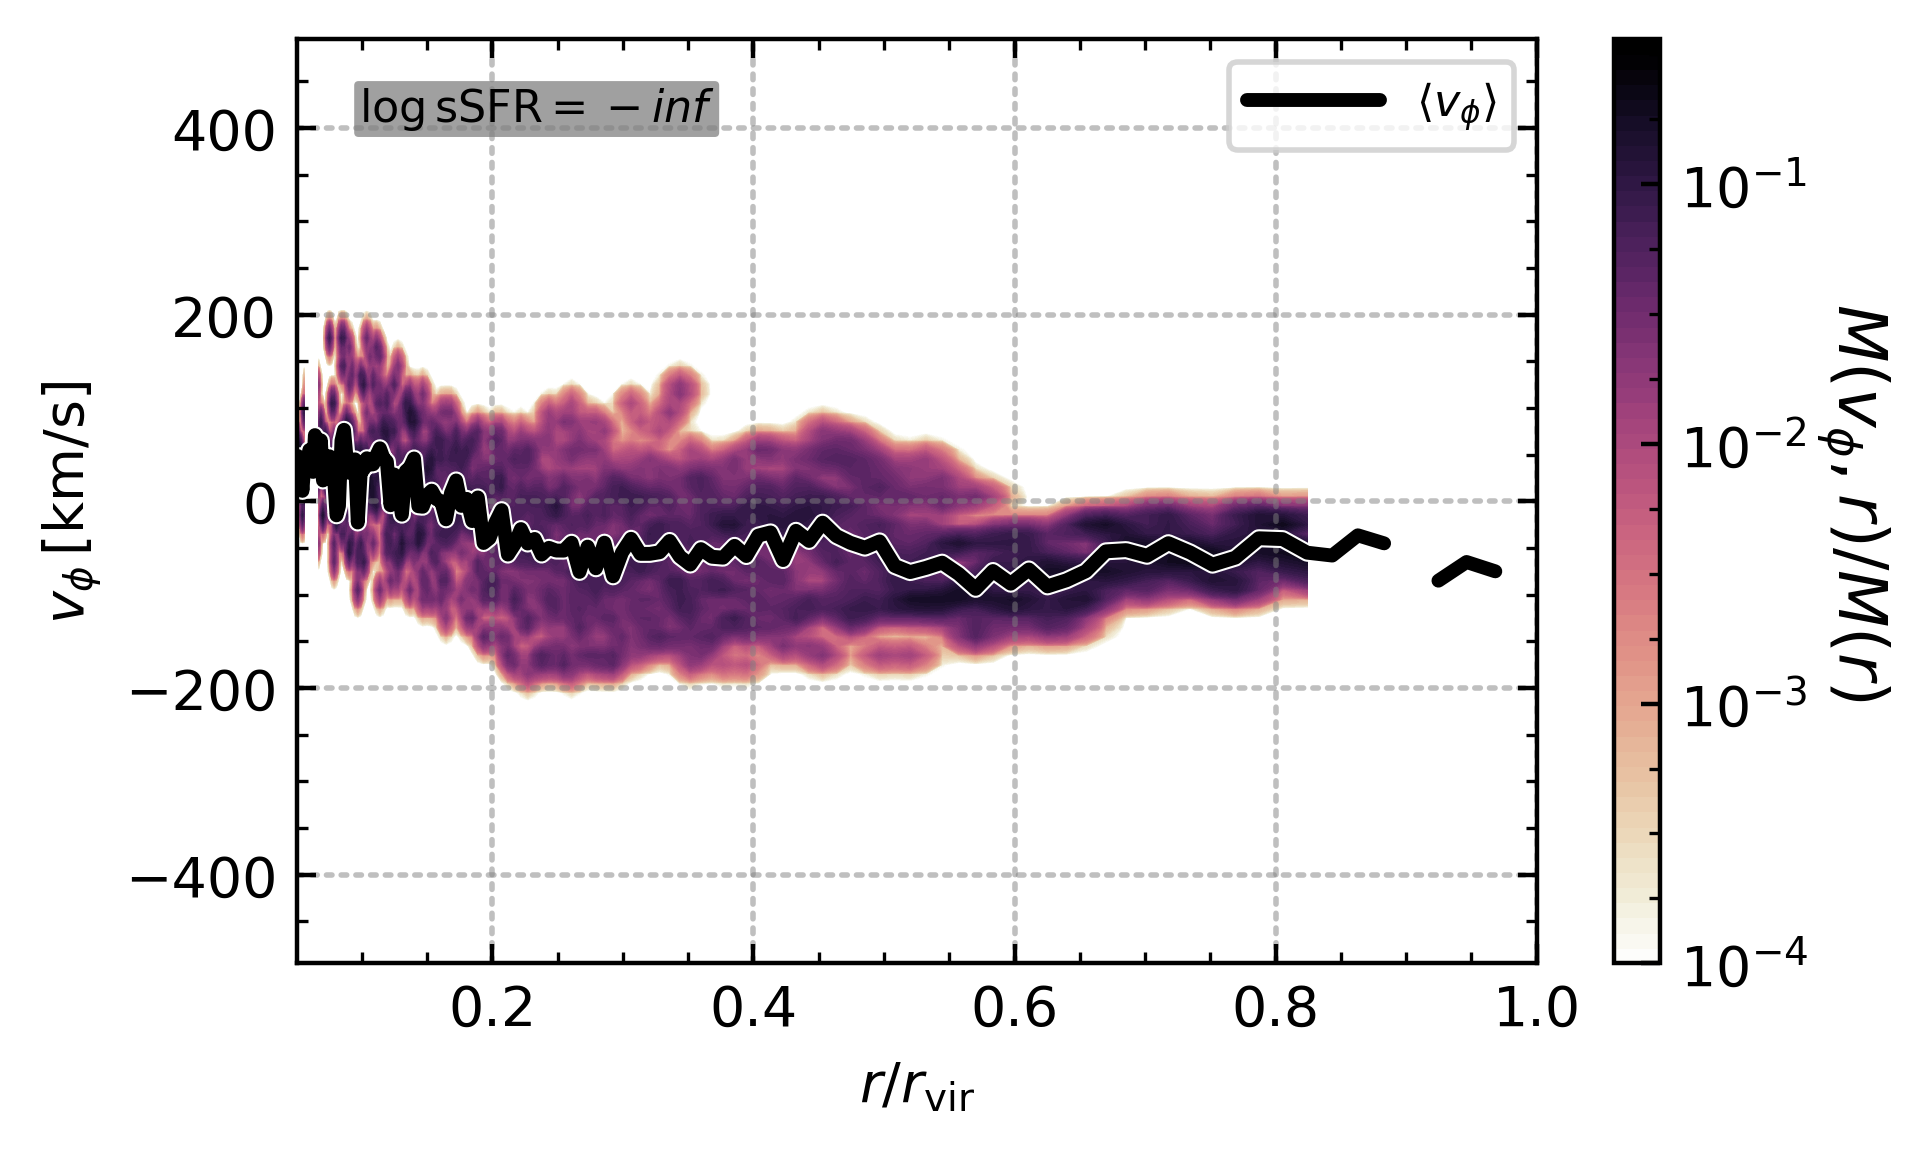 log sSFR = −inf
⟨v_ϕ⟩
400
200
0
−200
−400
v_ϕ [km/s]
0.2
0.4
0.6
0.8
1.0
r/r_vir
10⁻¹
10⁻²
10⁻³
10⁻⁴
M(v_ϕ, r)/M(r)